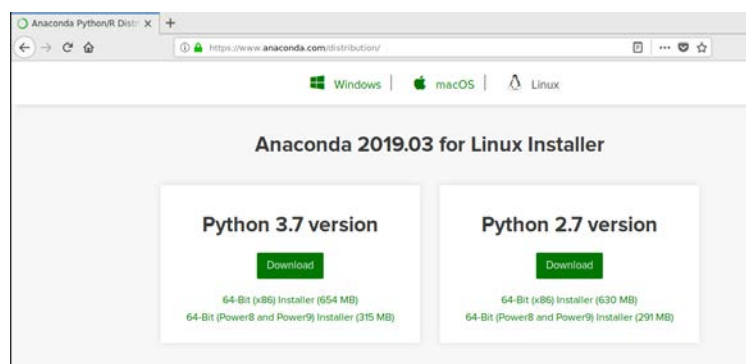 Anaconda Python/R Distr X +
https://www.anaconda.com/distribution/
Windows | macOS | Linux
Anaconda 2019.03 for Linux Installer
Python 3.7 version
Download
64-Bit (x86) Installer (654 MB)
64-Bit (Power8 and Power9) Installer (315 MB)
Python 2.7 version
Download
64-Bit (x86) Installer (630 MB)
64-Bit (Power8 and Power9) Installer (291 MB)